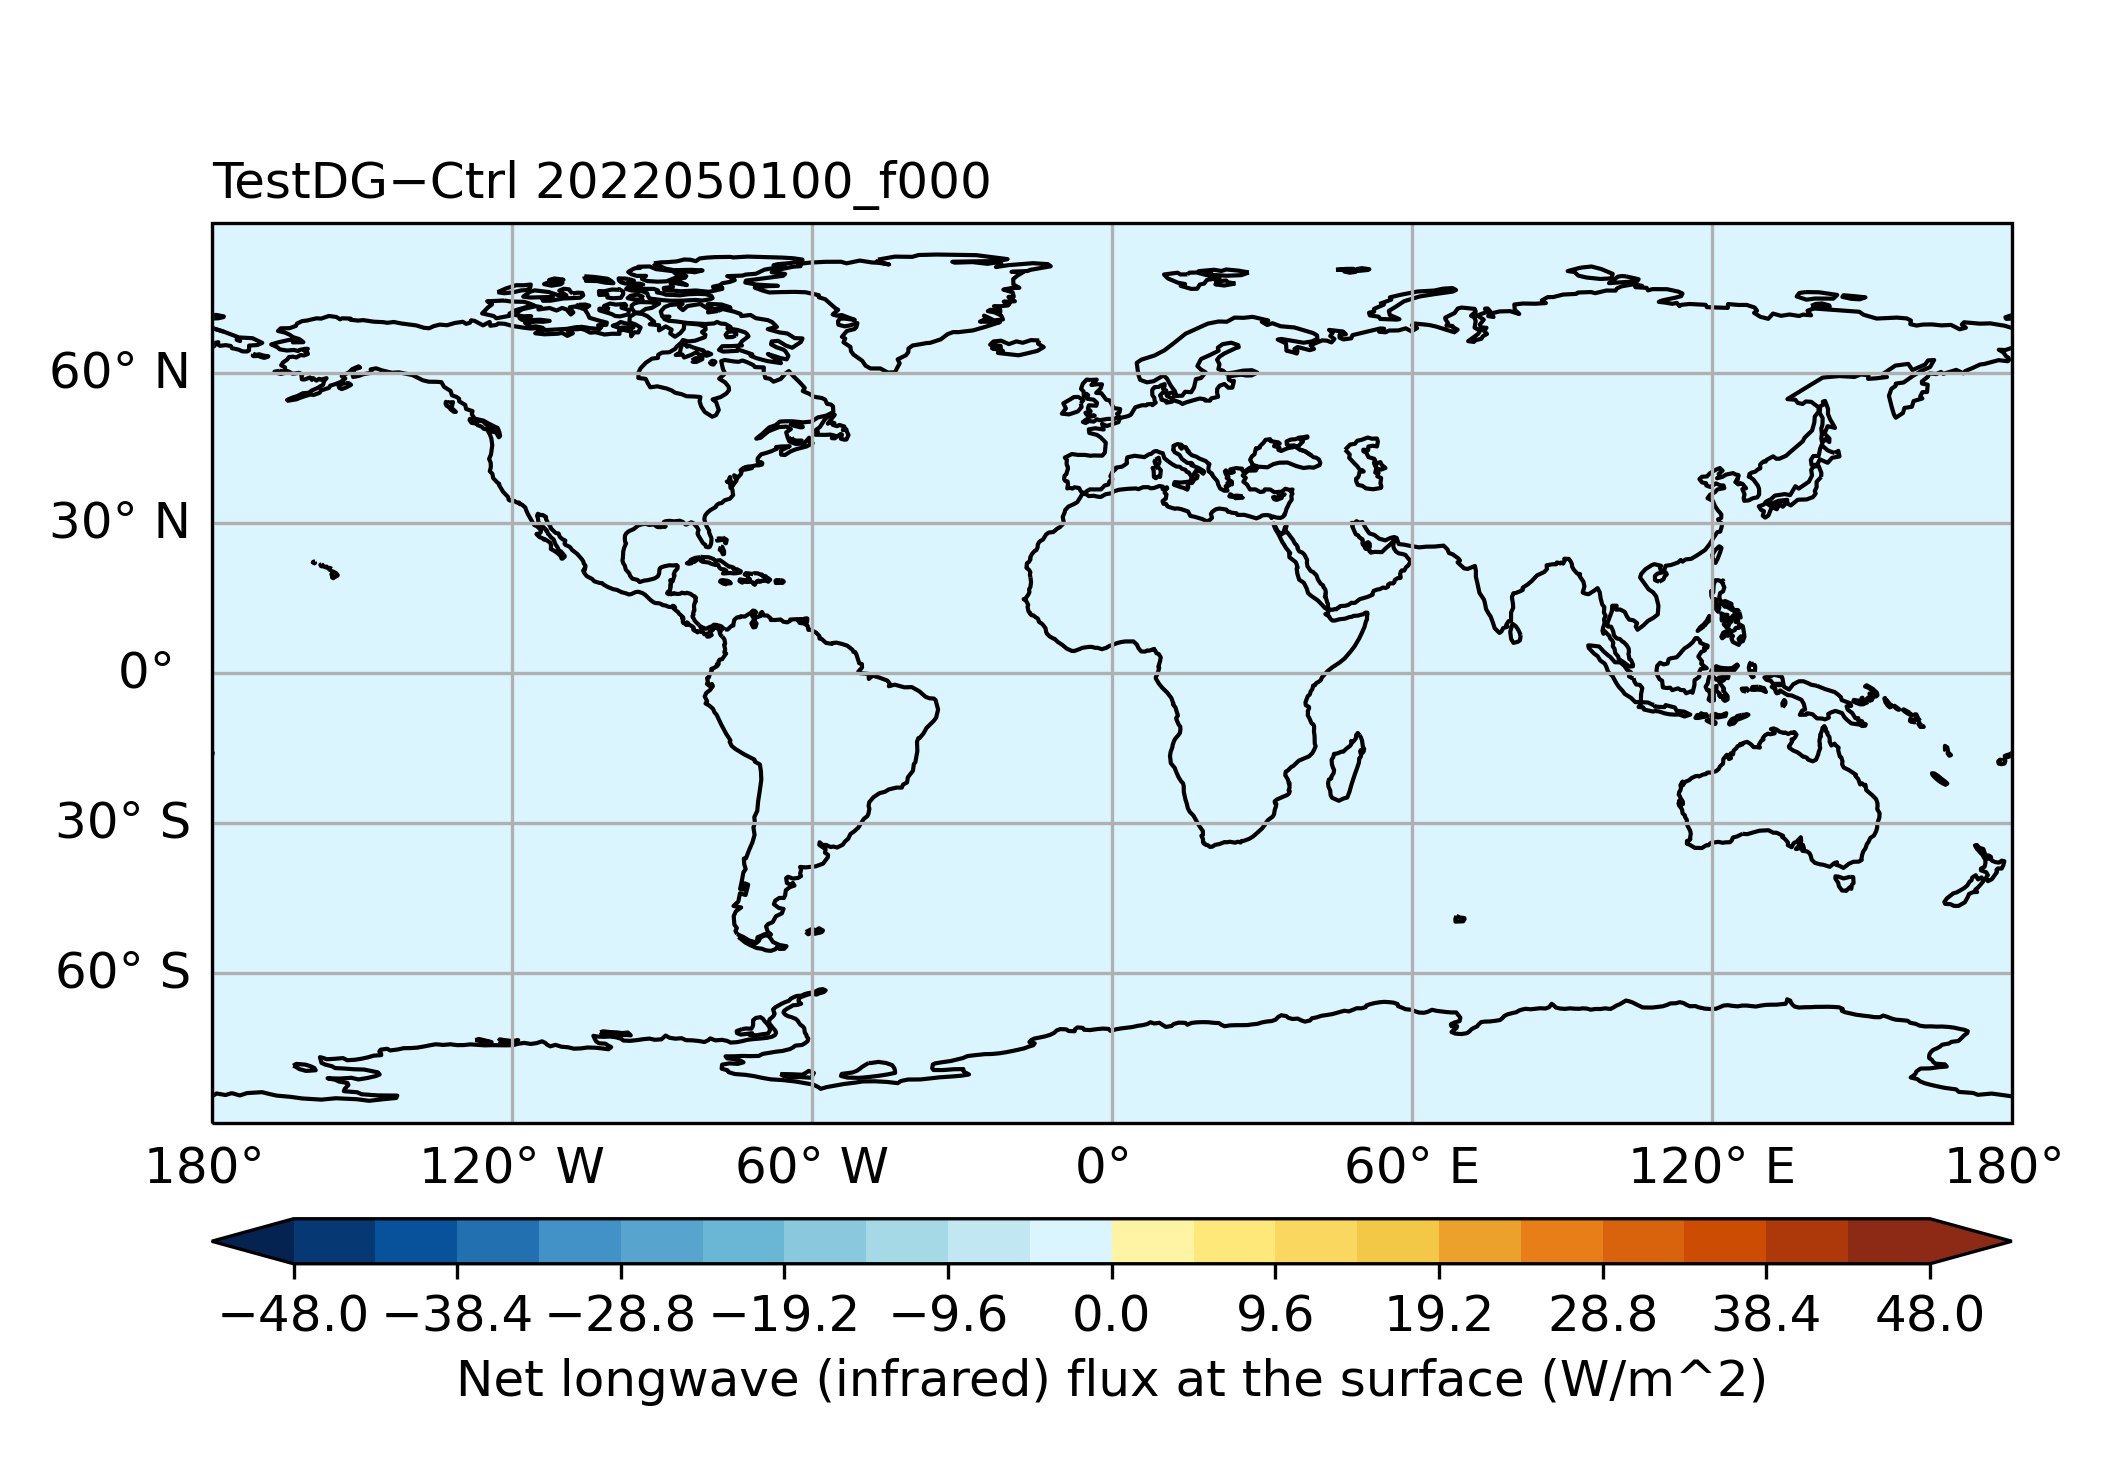 TestDG−Ctrl 2022050100_f000
60° N
30° N
0°
30° S
60° S
180° 120° W 60° W 0° 60° E 120° E 180°
−48.0 −38.4 −28.8 −19.2 −9.6 0.0 9.6 19.2 28.8 38.4 48.0
Net longwave (infrared) flux at the surface (W/m^2)